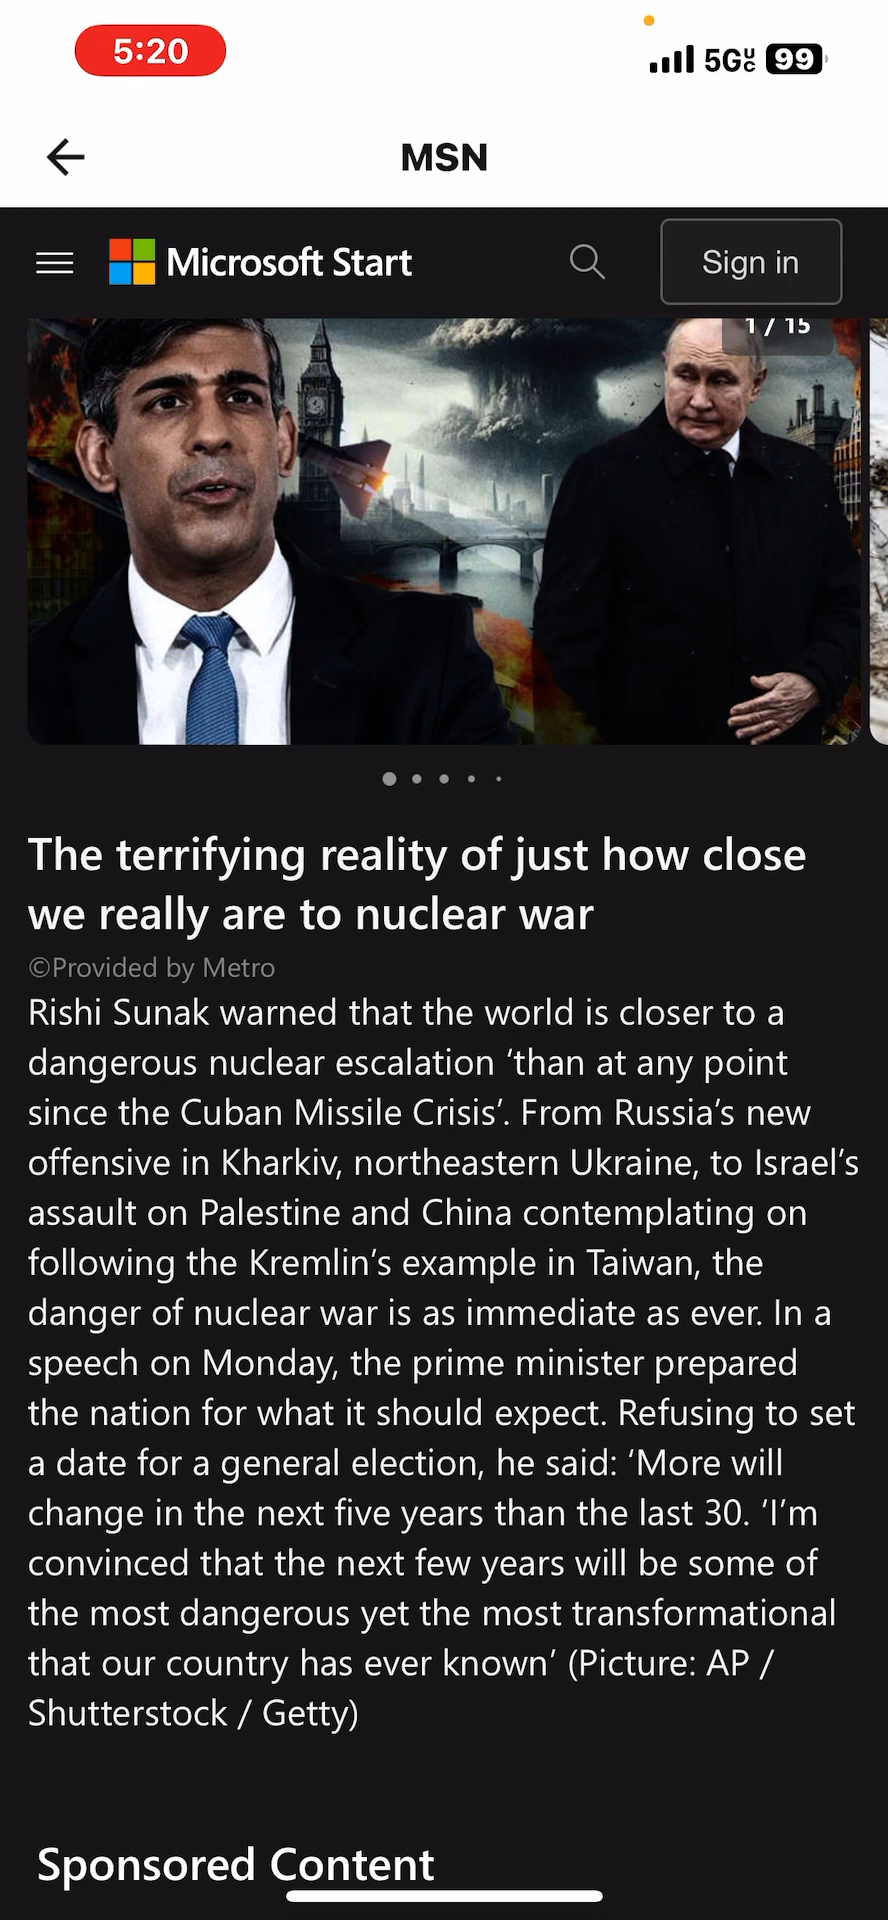 5:20
5G UC 99
MSN
Microsoft Start
Sign in
1 / 15
The terrifying reality of just how close
we really are to nuclear war
©Provided by Metro
Rishi Sunak warned that the world is closer to a
dangerous nuclear escalation ‘than at any point
since the Cuban Missile Crisis’. From Russia’s new
offensive in Kharkiv, northeastern Ukraine, to Israel’s
assault on Palestine and China contemplating on
following the Kremlin’s example in Taiwan, the
danger of nuclear war is as immediate as ever. In a
speech on Monday, the prime minister prepared
the nation for what it should expect. Refusing to set
a date for a general election, he said: ‘More will
change in the next five years than the last 30. ‘I’m
convinced that the next few years will be some of
the most dangerous yet the most transformational
that our country has ever known’ (Picture: AP /
Shutterstock / Getty)
Sponsored Content